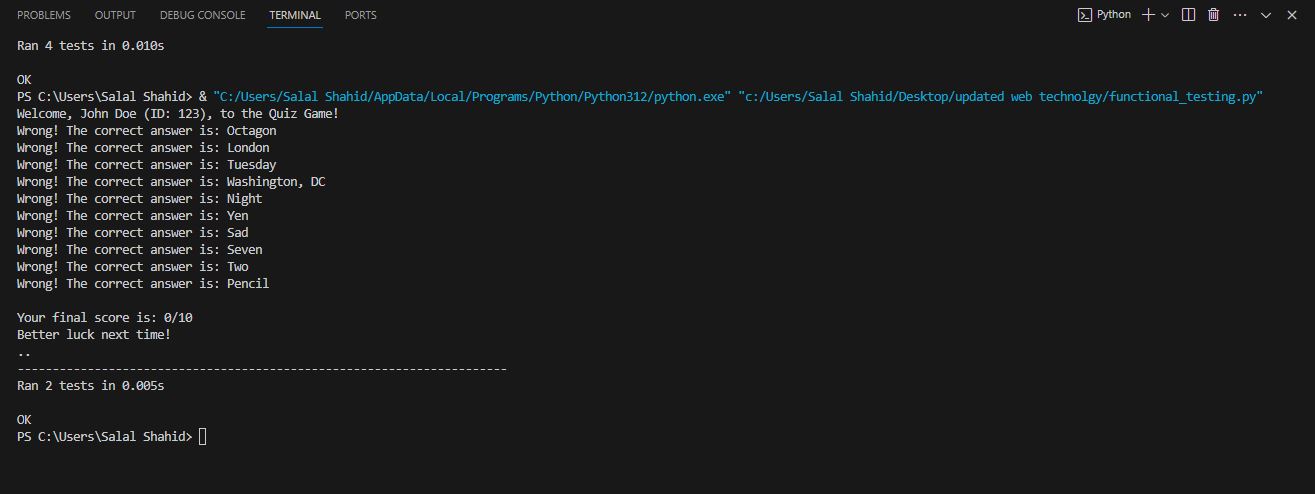 PROBLEMS OUTPUT DEBUG CONSOLE TERMINAL PORTS Python
Ran 4 tests in 0.010s
OK
PS C:\Users\Salal Shahid> & "C:/Users/Salal Shahid/AppData/Local/Programs/Python/Python312/python.exe" "c:/Users/Salal Shahid/Desktop/updated web technolgy/functional_testing.py"
Welcome, John Doe (ID: 123), to the Quiz Game!
Wrong! The correct answer is: Octagon
Wrong! The correct answer is: London
Wrong! The correct answer is: Tuesday
Wrong! The correct answer is: Washington, DC
Wrong! The correct answer is: Night
Wrong! The correct answer is: Yen
Wrong! The correct answer is: Sad
Wrong! The correct answer is: Seven
Wrong! The correct answer is: Two
Wrong! The correct answer is: Pencil
Your final score is: 0/10
Better luck next time!
..
----------------------------------------------------------------------
Ran 2 tests in 0.005s
OK
PS C:\Users\Salal Shahid>